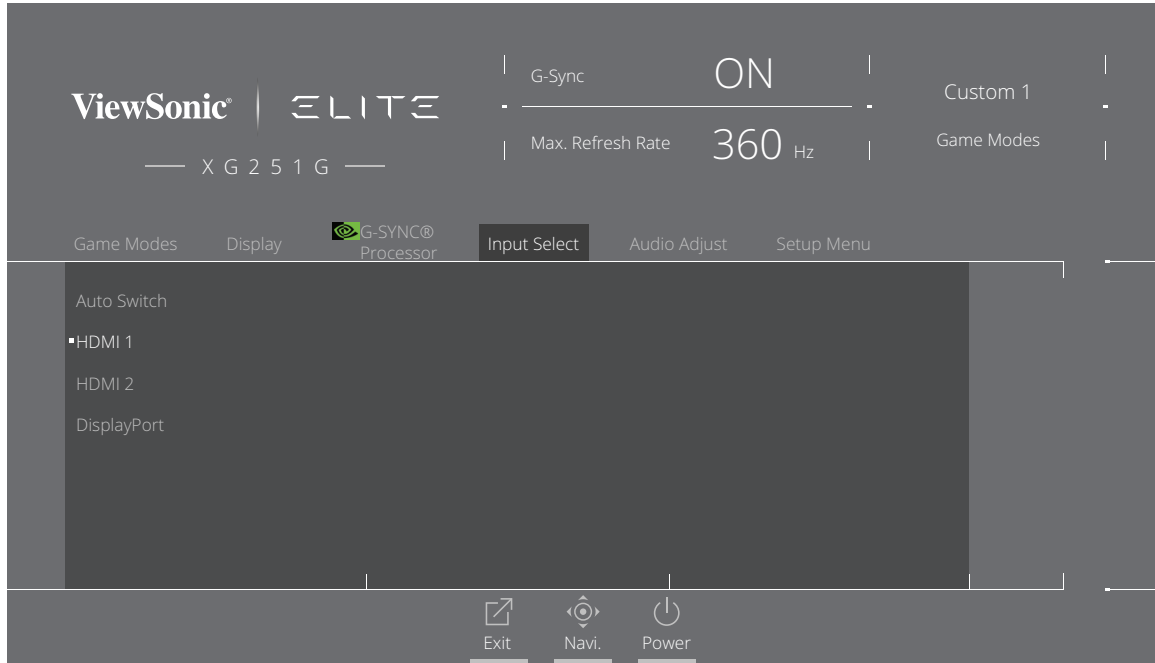 ViewSonic® ELITE
XG251G
G-Sync ON
Max. Refresh Rate 360 Hz
Custom 1
Game Modes
Game Modes Display G-SYNC® Processor Input Select Audio Adjust Setup Menu
Auto Switch
HDMI 1
HDMI 2
DisplayPort
Exit Navi. Power